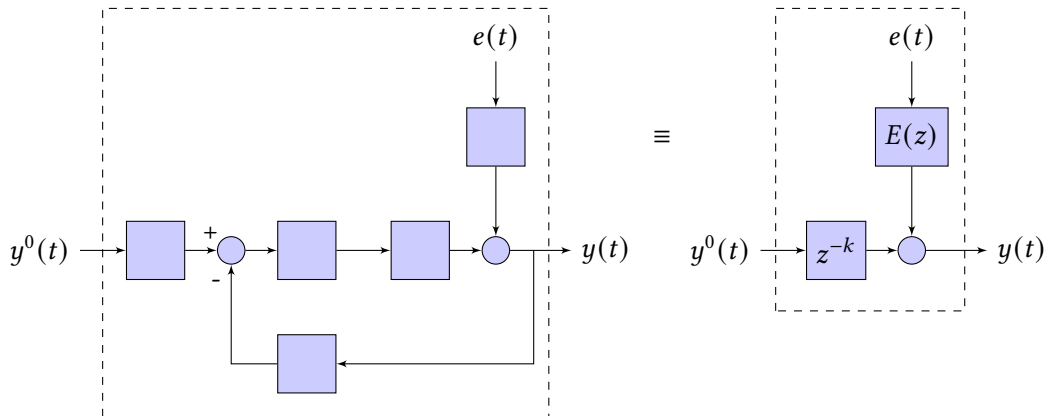 e(t)
e(t)
≡
E(z)
+
y⁰(t)
y(t)
y⁰(t)
z⁻ᵏ
y(t)
-